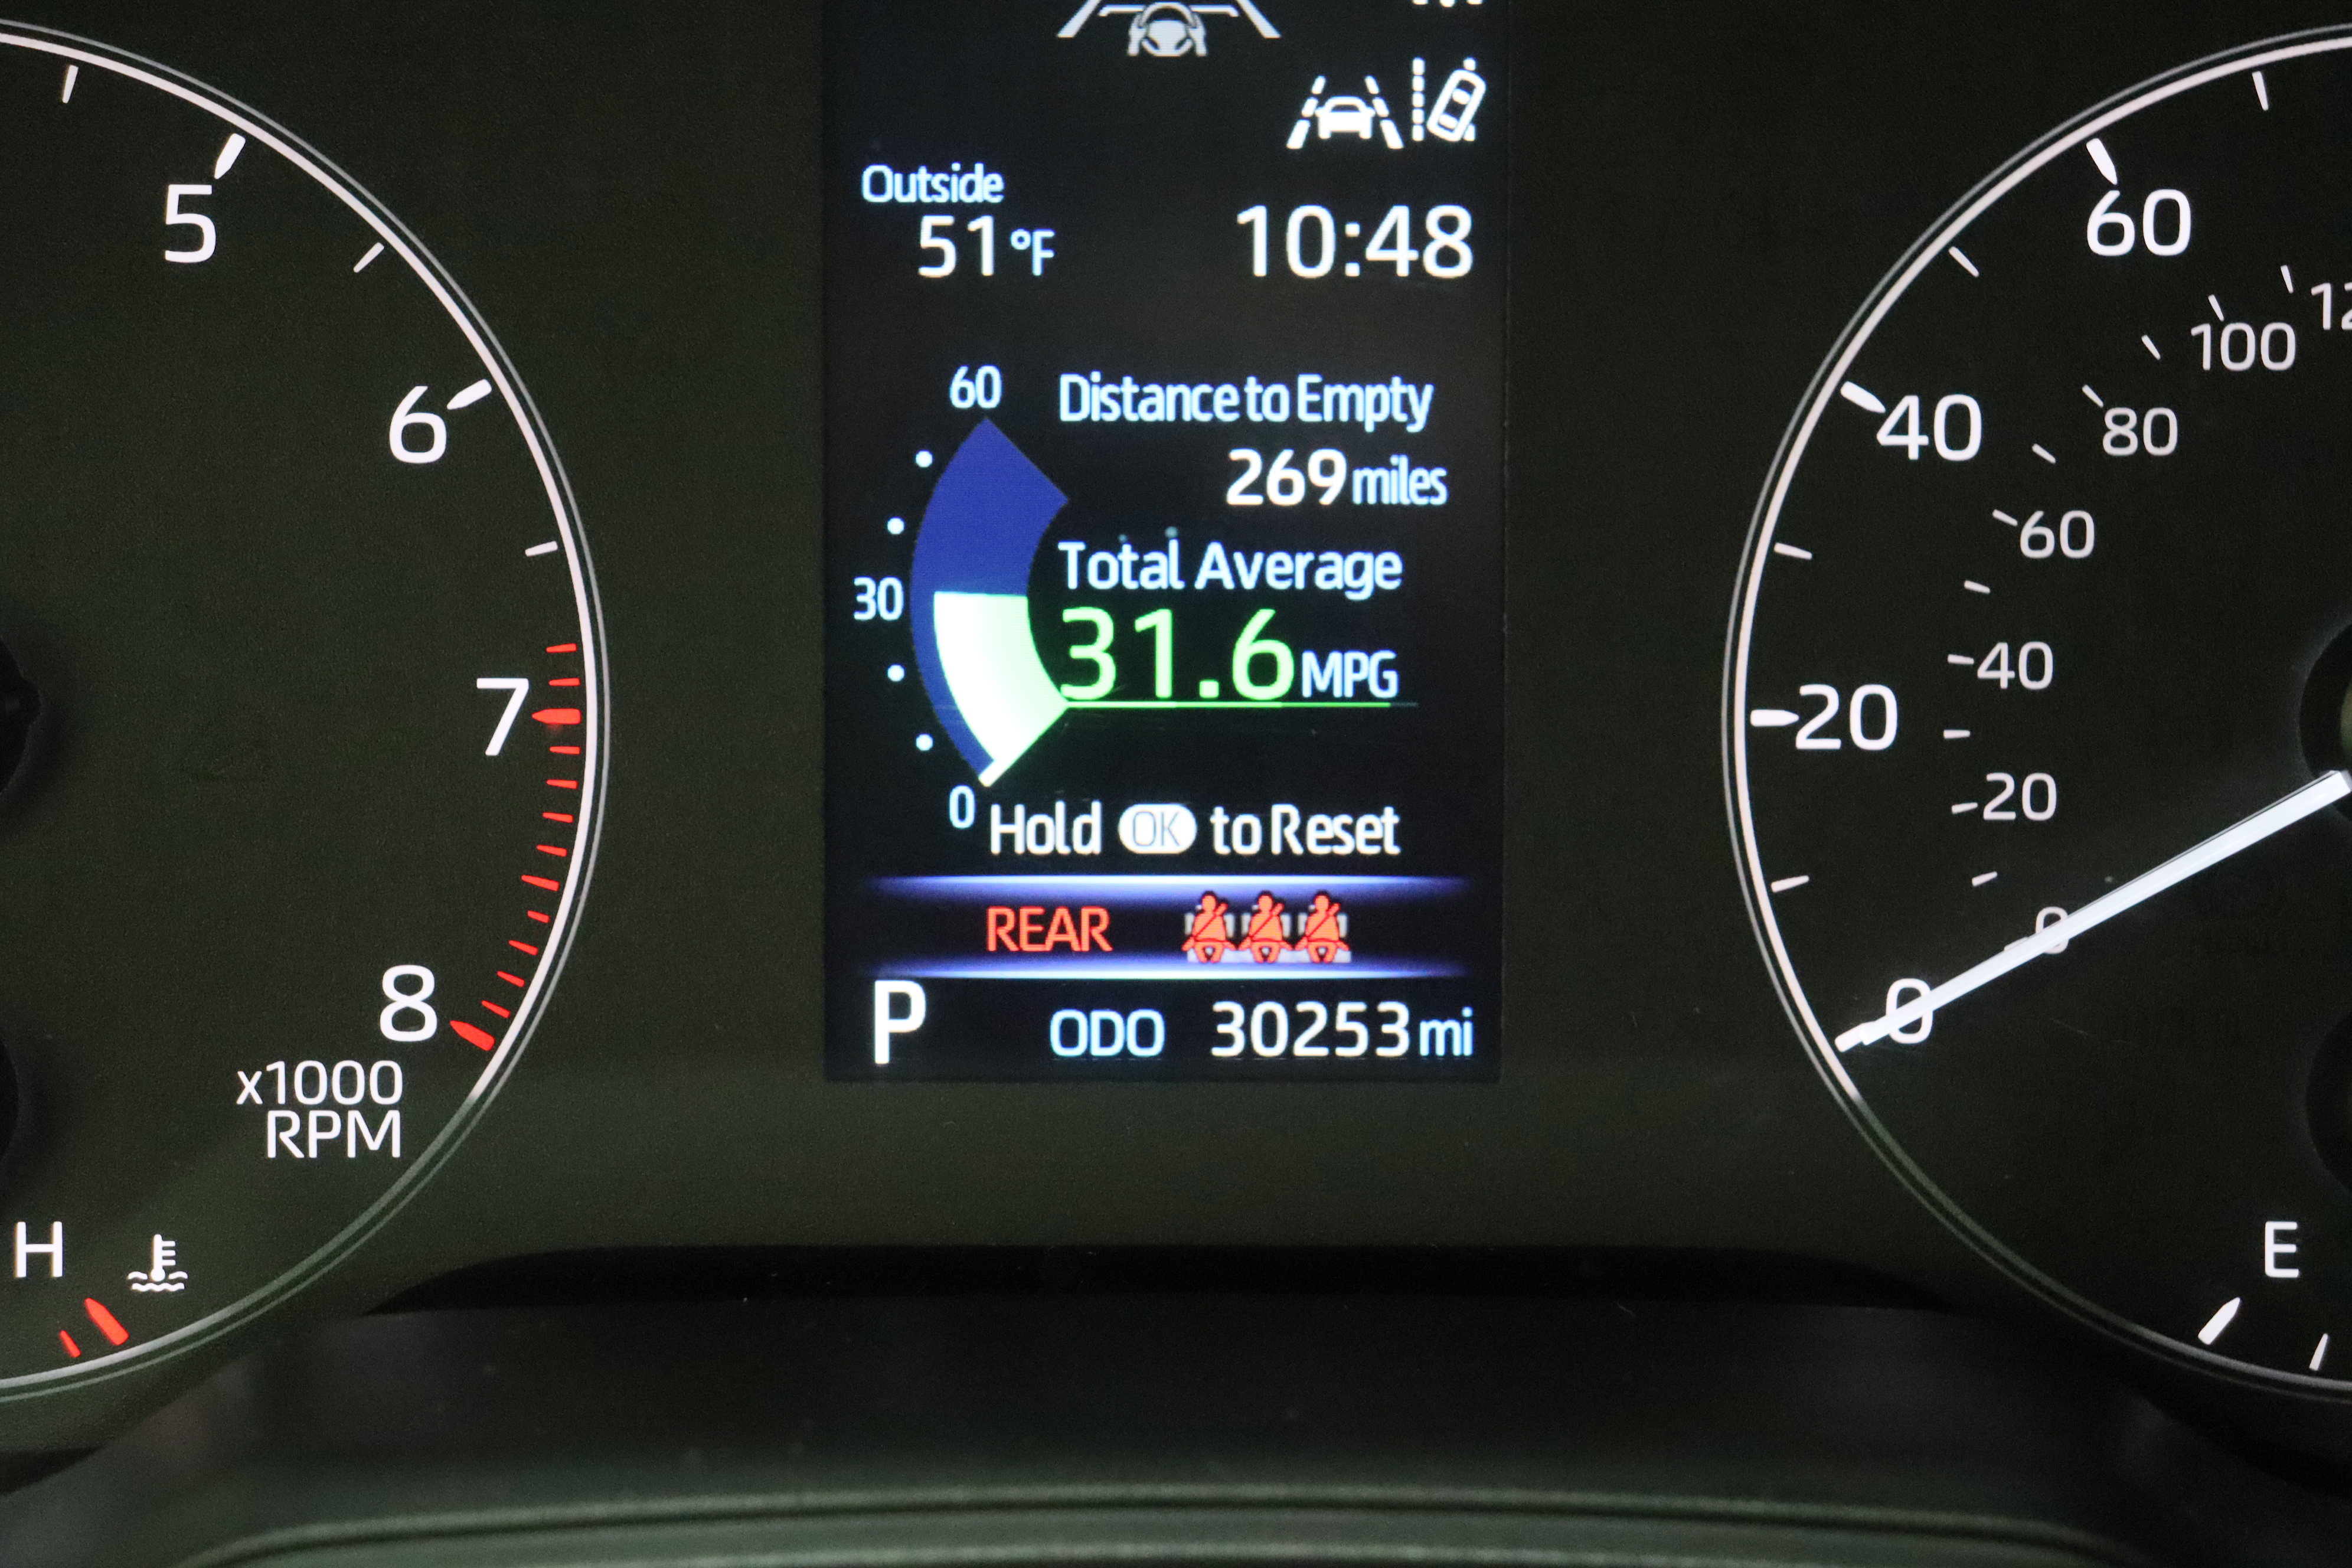 5
6
7
8
x1000
RPM
H
Outside
51°F 10:48
60
Distance to Empty
269 miles
Total Average
30
31.6 MPG
0
Hold OK to Reset
REAR
P ODO 30253 mi
60
40
20
0
100
80
60
40
20
0
E